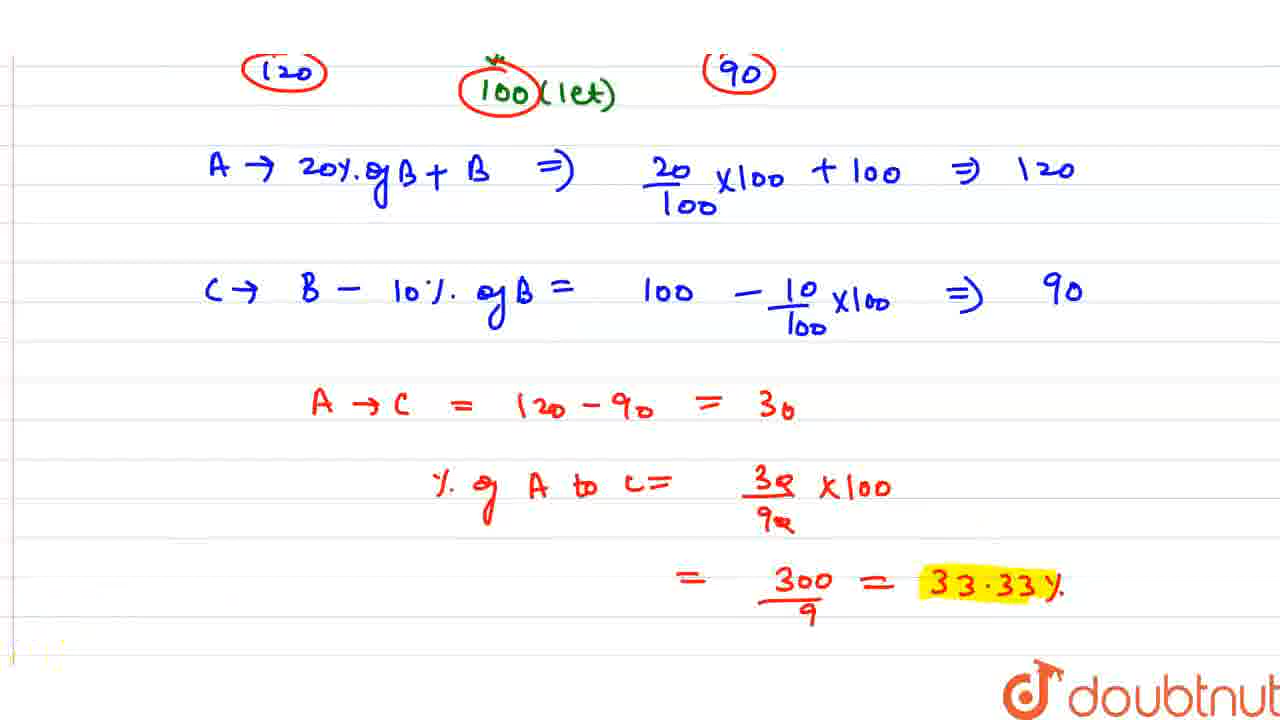 120 100 (let) 90
A → 20%. of B + B ⇒ 20/100 × 100 + 100 ⇒ 120
C → B - 10%. of B = 100 - 10/100 × 100 ⇒ 90
A → C = 120 - 90 = 30
%. of A to C = 30/90 × 100
= 300/9 = 33.33%.
doubtnut